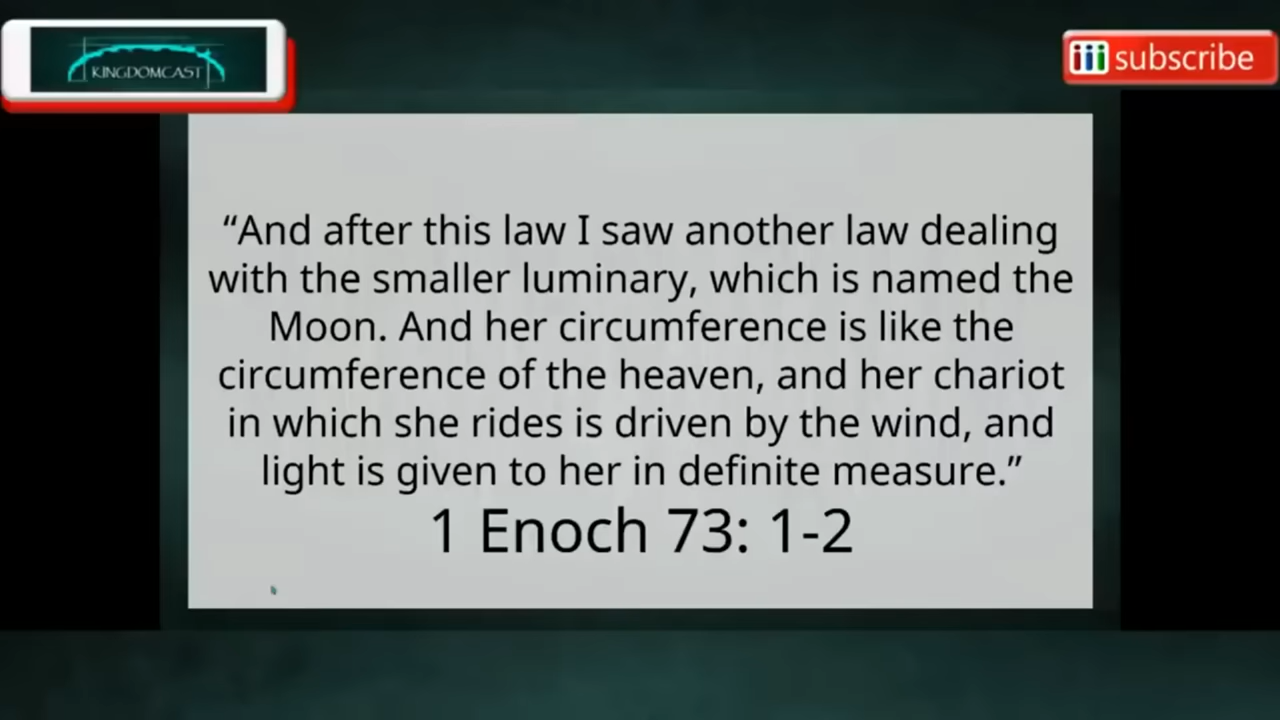 KINGDOMCAST
subscribe
“And after this law I saw another law dealing
with the smaller luminary, which is named the
Moon. And her circumference is like the
circumference of the heaven, and her chariot
in which she rides is driven by the wind, and
light is given to her in definite measure.”
1 Enoch 73: 1-2